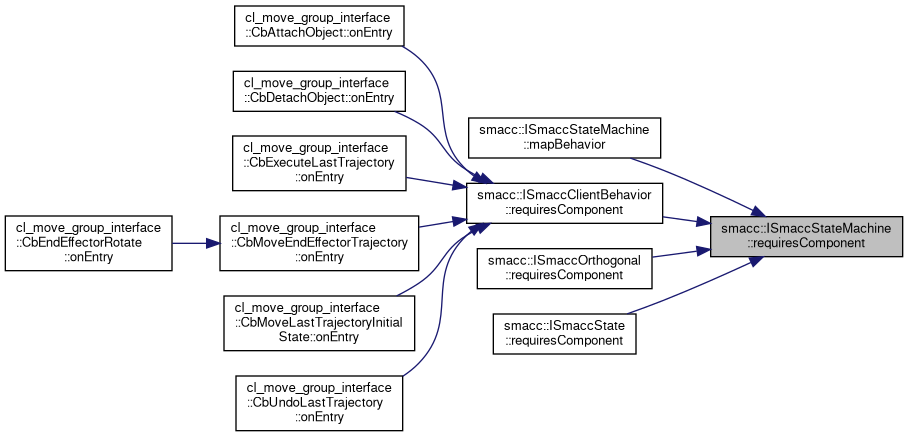 cl_move_group_interface
::CbAttachObject::onEntry
cl_move_group_interface
::CbDetachObject::onEntry
cl_move_group_interface
::CbExecuteLastTrajectory
::onEntry
cl_move_group_interface
::CbEndEffectorRotate
::onEntry
cl_move_group_interface
::CbMoveEndEffectorTrajectory
::onEntry
cl_move_group_interface
::CbMoveLastTrajectoryInitial
State::onEntry
cl_move_group_interface
::CbUndoLastTrajectory
::onEntry
smacc::ISmaccStateMachine
::mapBehavior
smacc::ISmaccClientBehavior
::requiresComponent
smacc::ISmaccOrthogonal
::requiresComponent
smacc::ISmaccState
::requiresComponent
smacc::ISmaccStateMachine
::requiresComponent